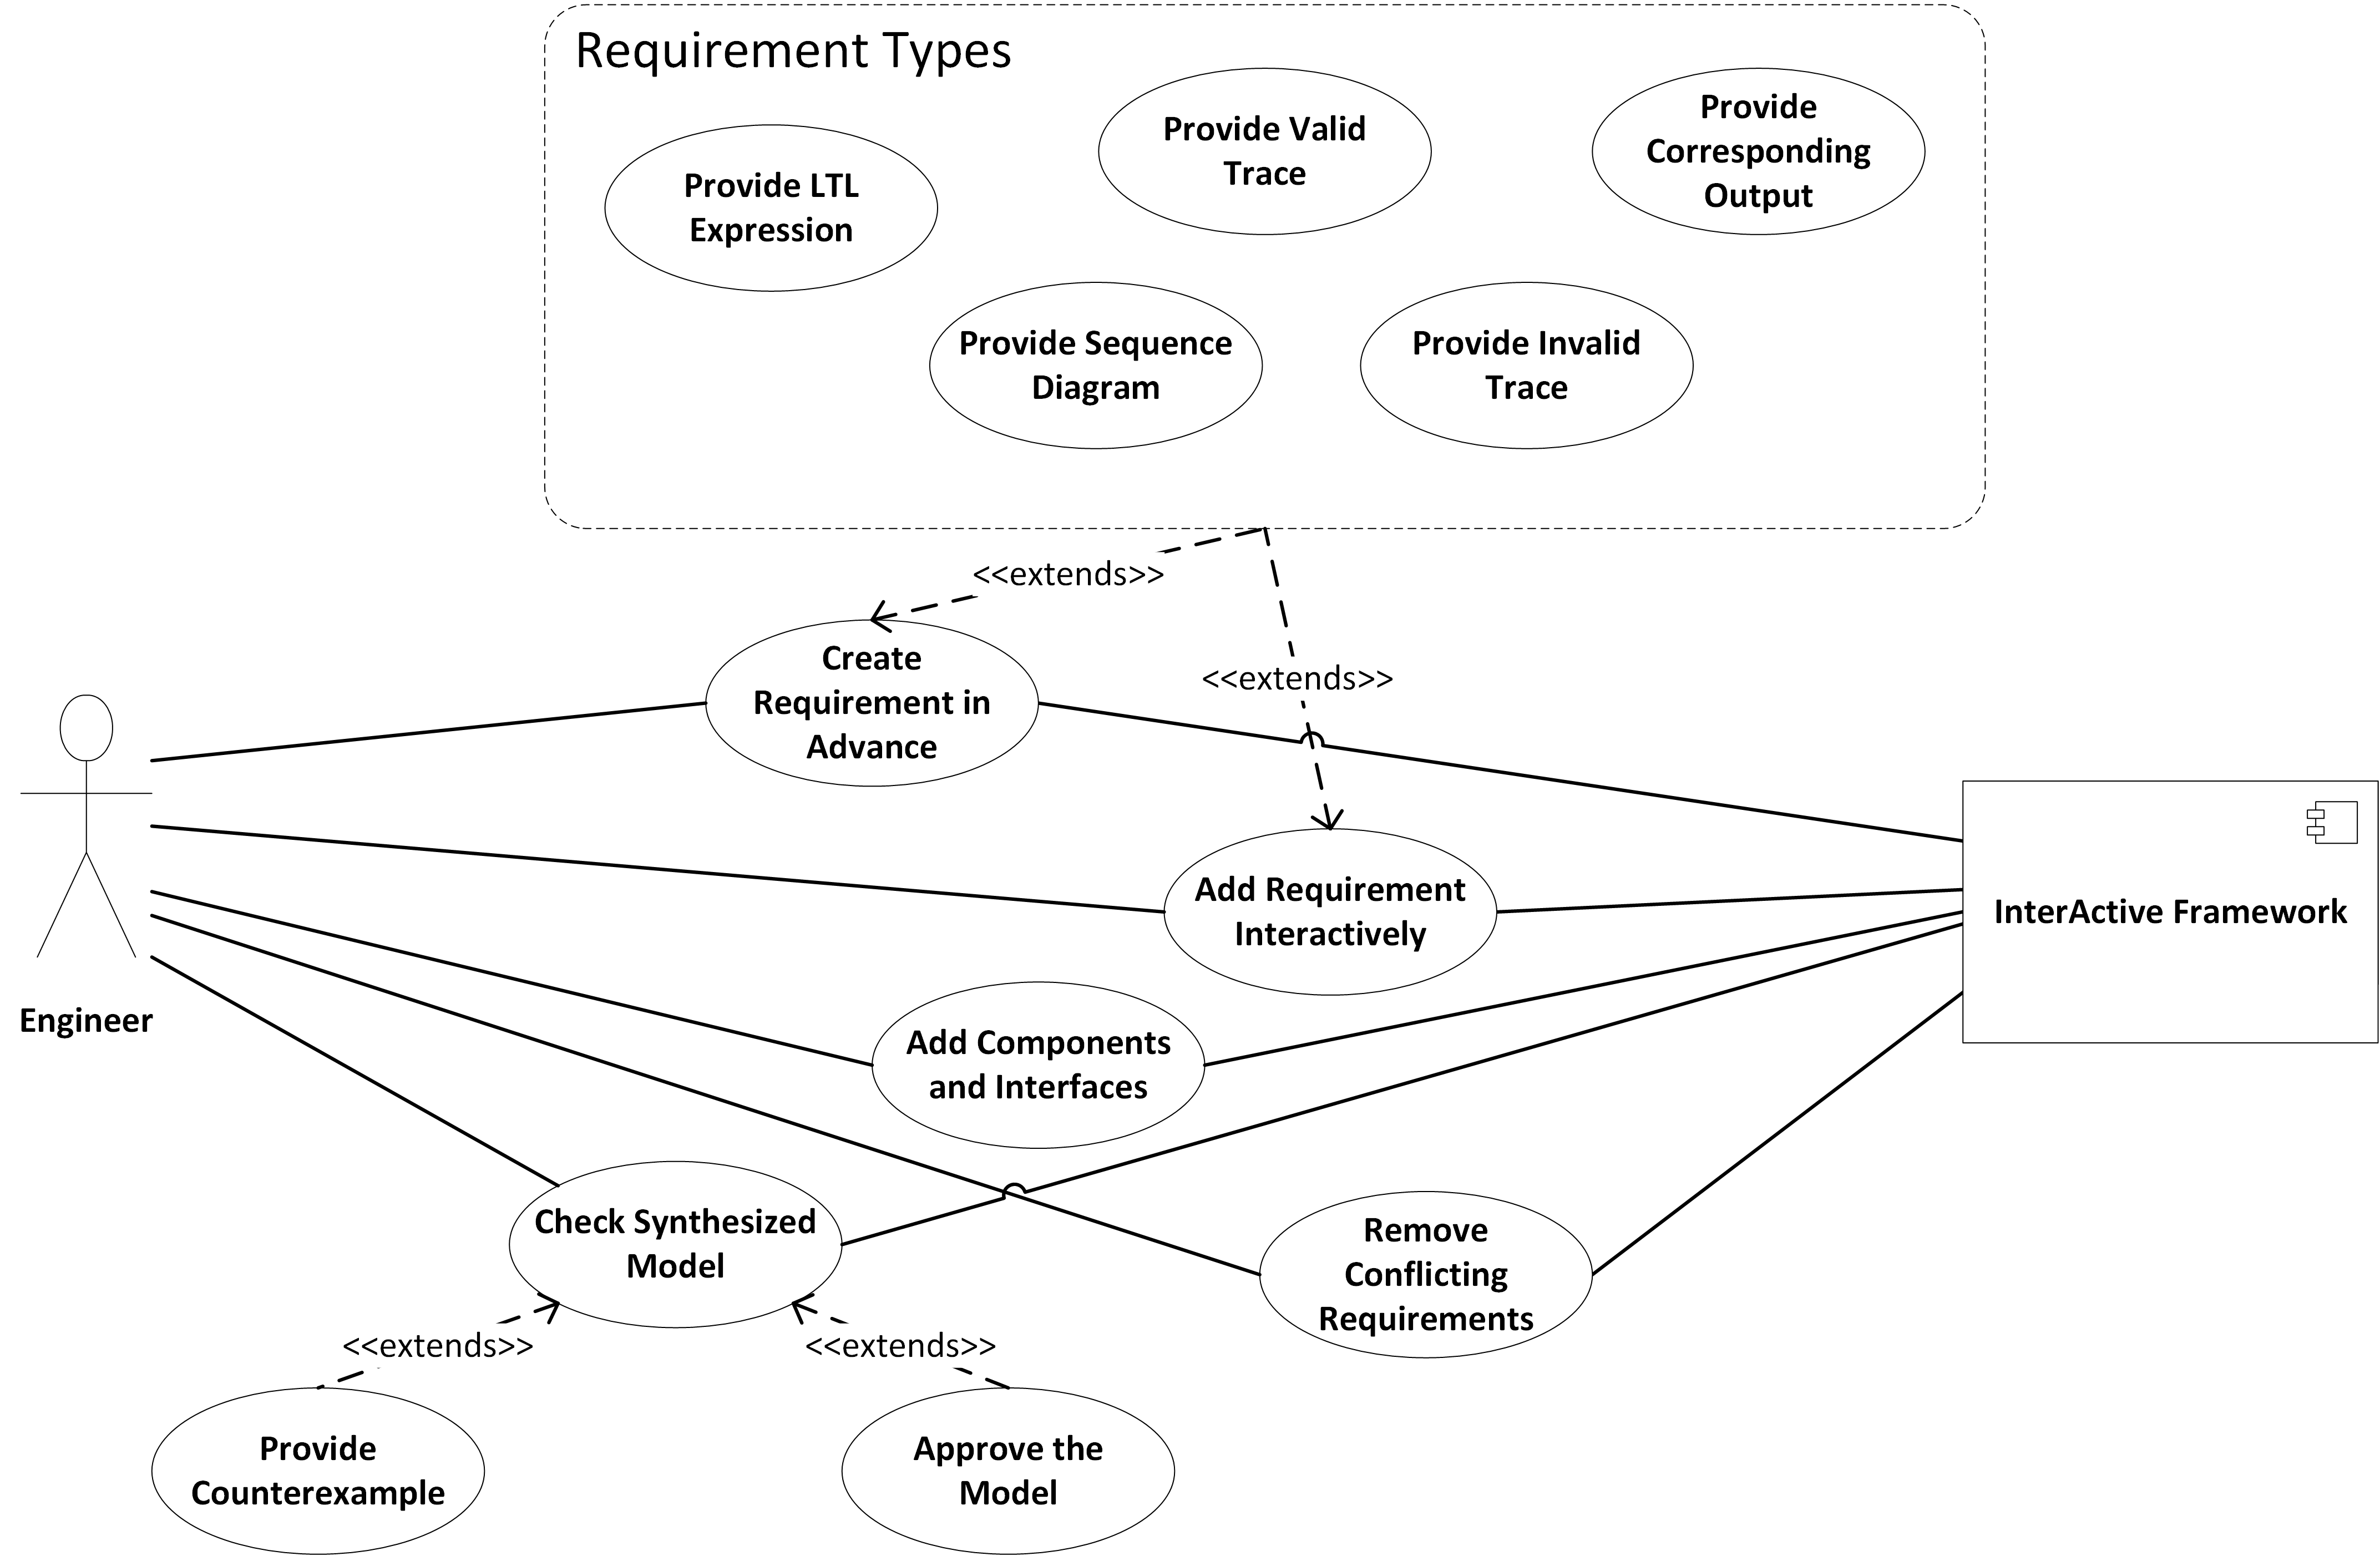 Requirement Types
Provide LTL
Expression
Provide Valid
Trace
Provide
Corresponding
Output
Provide Sequence
Diagram
Provide Invalid
Trace
<<extends>>
<<extends>>
Create
Requirement in
Advance
Engineer
Add Requirement
Interactively
InterActive Framework
Add Components
and Interfaces
Check Synthesized
Model
Remove
Conflicting
Requirements
<<extends>>
<<extends>>
Provide
Counterexample
Approve the
Model